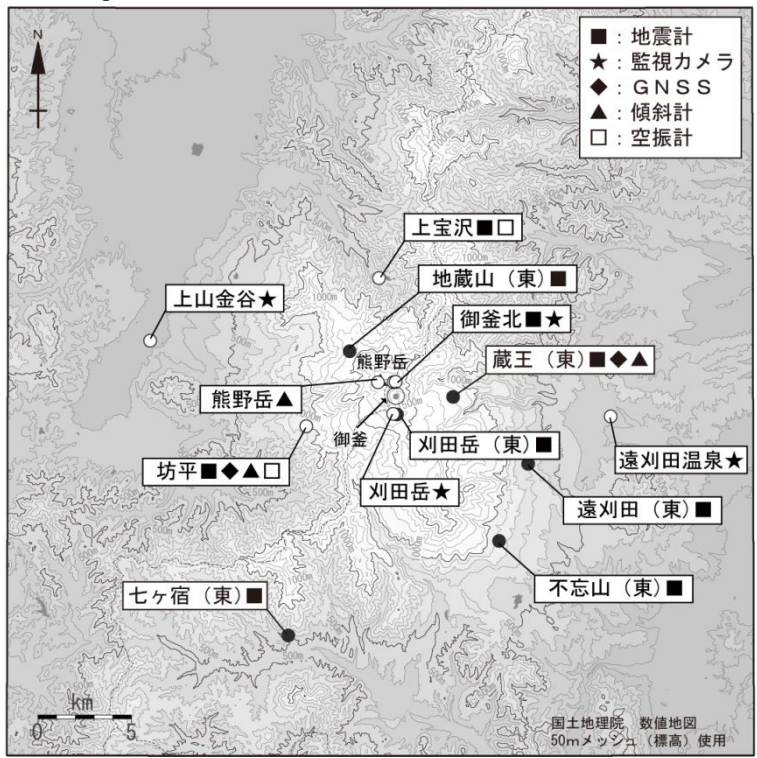 N
■：地震計
★：監視カメラ
◆：ＧＮＳＳ
▲：傾斜計
□：空振計
上宝沢■□
1000m
地蔵山（東）■
上山金谷★
御釜北■★
熊野岳
蔵王（東）■◆▲
熊野岳▲
御釜
刈田岳（東）■
遠刈田温泉★
坊平■◆▲□
刈田岳★
500m
遠刈田（東）■
不忘山（東）■
七ヶ宿（東）■
km
0 5
国土地理院　数値地図
50mメッシュ（標高）使用